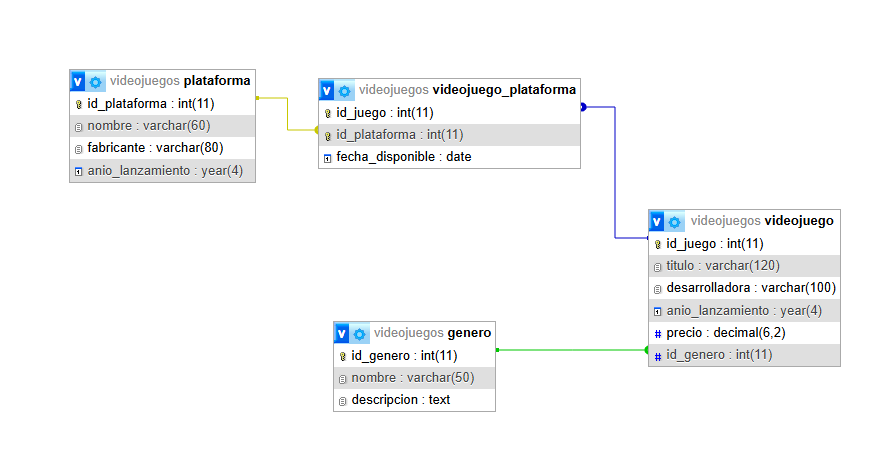 v videojuegos plataforma
id_plataforma : int(11)
nombre : varchar(60)
fabricante : varchar(80)
anio_lanzamiento : year(4)
v videojuegos videojuego_plataforma
id_juego : int(11)
id_plataforma : int(11)
fecha_disponible : date
v videojuegos videojuego
id_juego : int(11)
titulo : varchar(120)
desarrolladora : varchar(100)
anio_lanzamiento : year(4)
# precio : decimal(6,2)
# id_genero : int(11)
v videojuegos genero
id_genero : int(11)
nombre : varchar(50)
descripcion : text